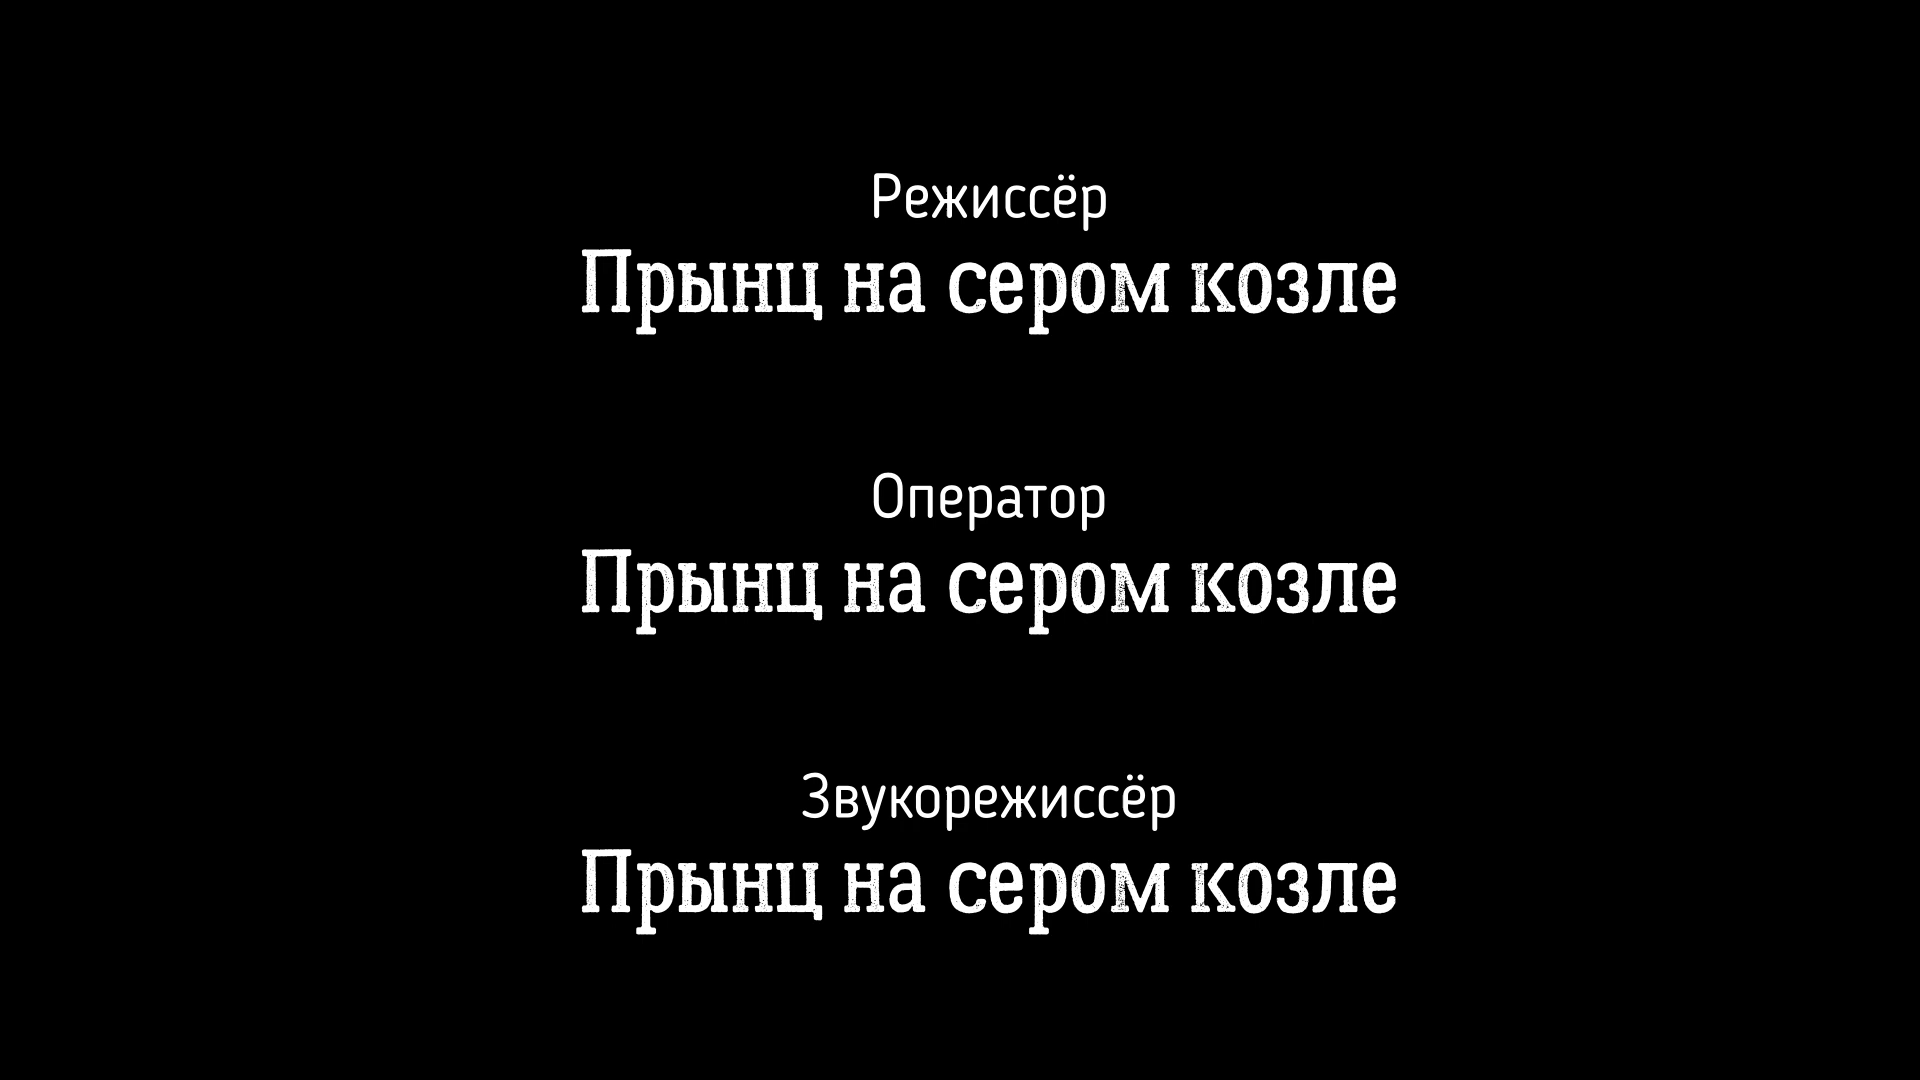 Режиссёр
Прынц на сером козле
Оператор
Прынц на сером козле
Звукорежиссёр
Прынц на сером козле